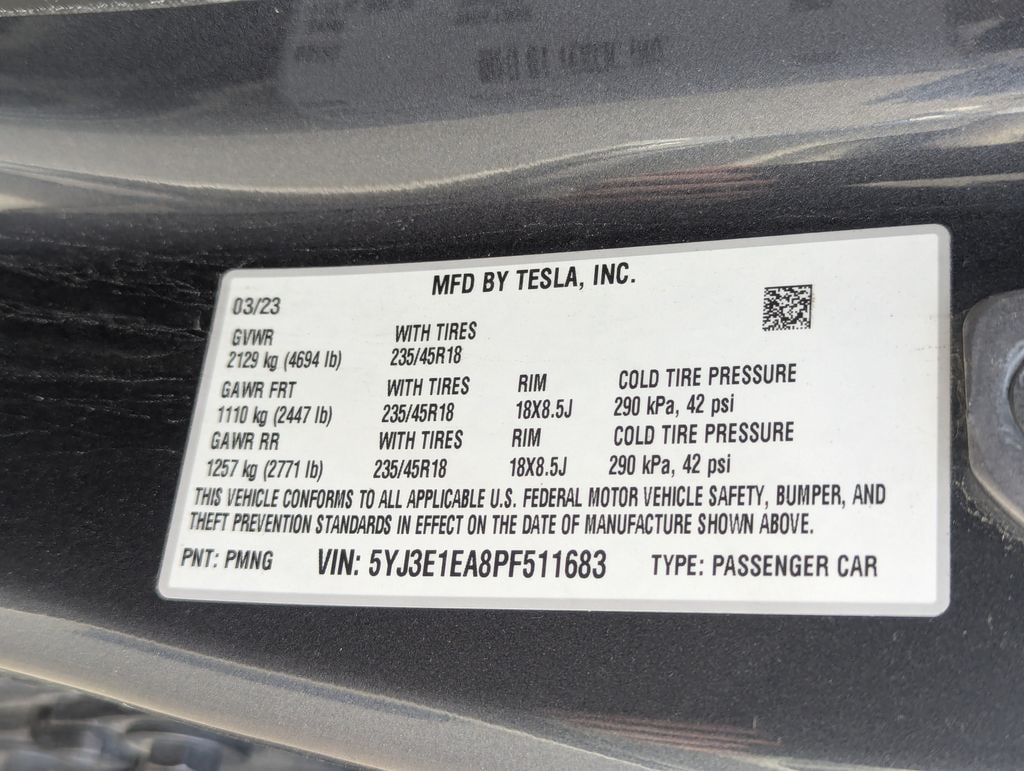 MFD BY TESLA, INC.
03/23
GVWR WITH TIRES
2129 kg (4694 lb) 235/45R18
GAWR FRT WITH TIRES RIM COLD TIRE PRESSURE
1110 kg (2447 lb) 235/45R18 18X8.5J 290 kPa, 42 psi
GAWR RR WITH TIRES RIM COLD TIRE PRESSURE
1257 kg (2771 lb) 235/45R18 18X8.5J 290 kPa, 42 psi
THIS VEHICLE CONFORMS TO ALL APPLICABLE U.S. FEDERAL MOTOR VEHICLE SAFETY, BUMPER, AND
THEFT PREVENTION STANDARDS IN EFFECT ON THE DATE OF MANUFACTURE SHOWN ABOVE.
PNT: PMNG VIN: 5YJ3E1EA8PF511683 TYPE: PASSENGER CAR